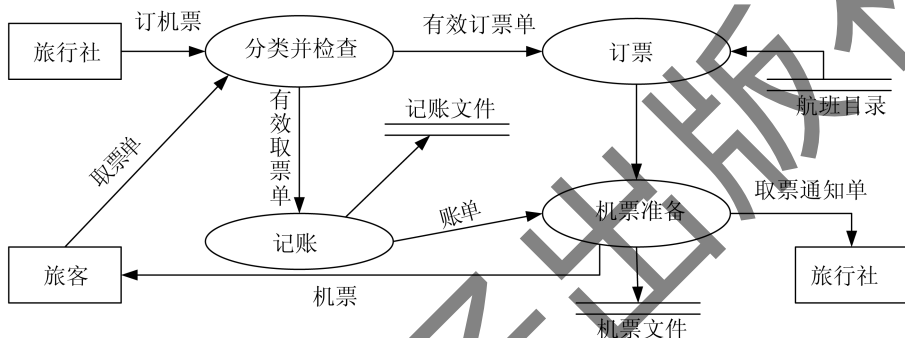 订机票
有效订票单
旅行社
分类并检查
订票
航班目录
有效取票单
记账文件
取票单
取票通知单
账单
机票准备
记账
旅客
旅行社
机票
机票文件